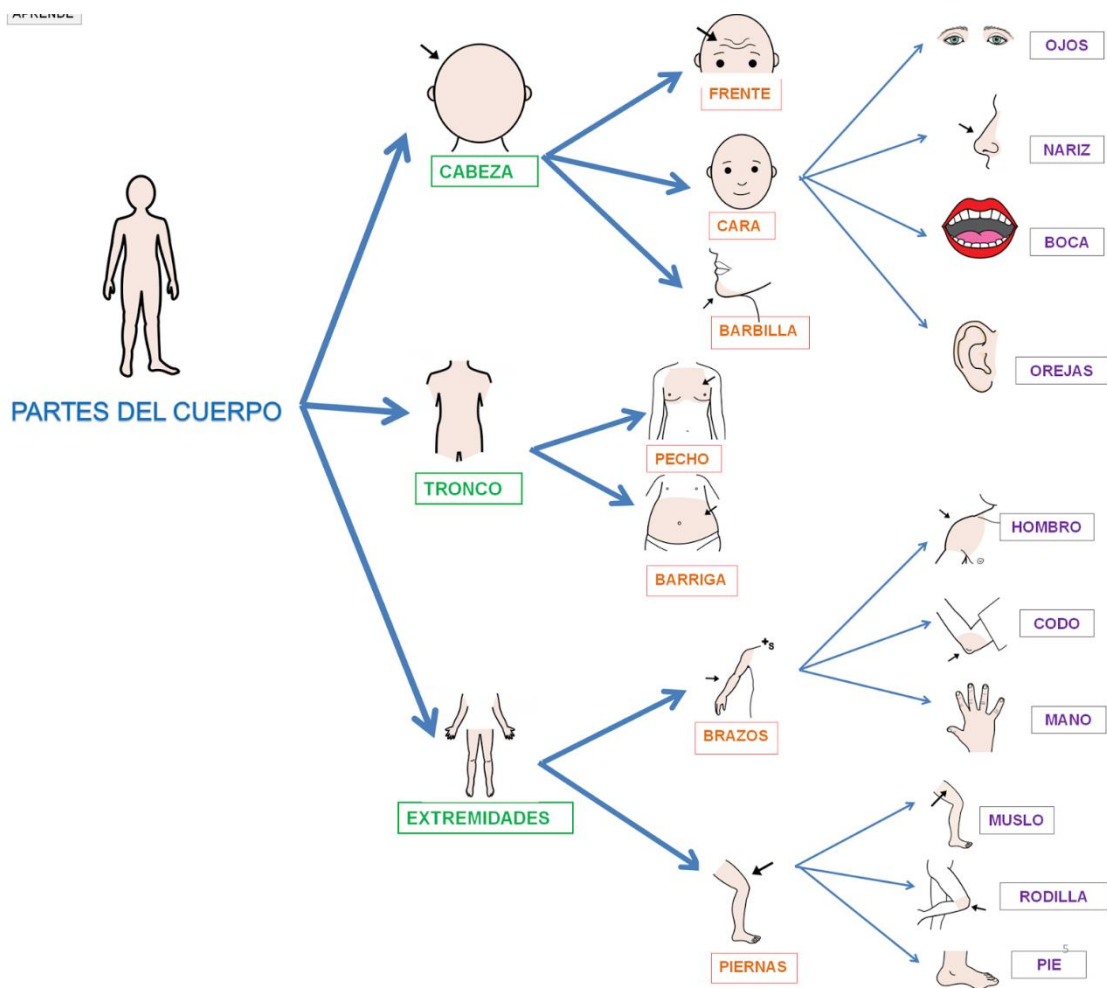 APRENDE
PARTES DEL CUERPO
CABEZA
FRENTE
CARA
BARBILLA
OJOS
NARIZ
BOCA
OREJAS
TRONCO
PECHO
BARRIGA
EXTREMIDADES
BRAZOS
+s
HOMBRO
CODO
MANO
PIERNAS
MUSLO
RODILLA
PIE
5